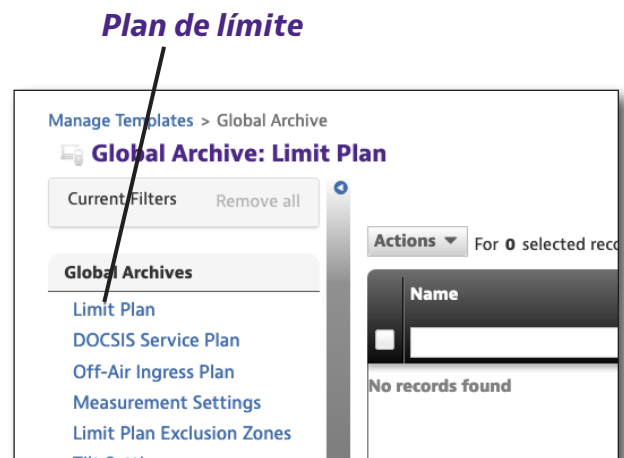 Plan de límite
Manage Templates > Global Archive
Global Archive: Limit Plan
Current Filters Remove all
Actions For 0 selected reco
Global Archives
Name
Limit Plan
DOCSIS Service Plan
Off-Air Ingress Plan
No records found
Measurement Settings
Limit Plan Exclusion Zones